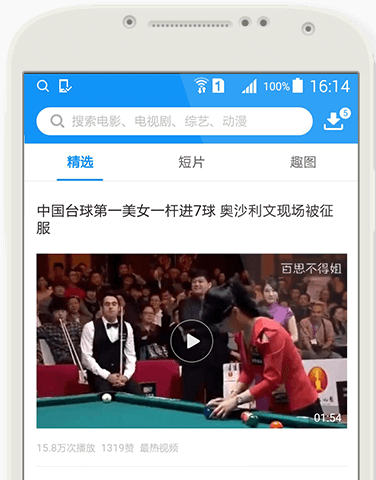 1 100% 16:14
搜索电影、电视剧、综艺、动漫
5
精选 短片 趣图
中国台球第一美女一杆进7球 奥沙利文现场被征
服
百思不得姐
01:54
15.8万次播放 1319赞 最热视频